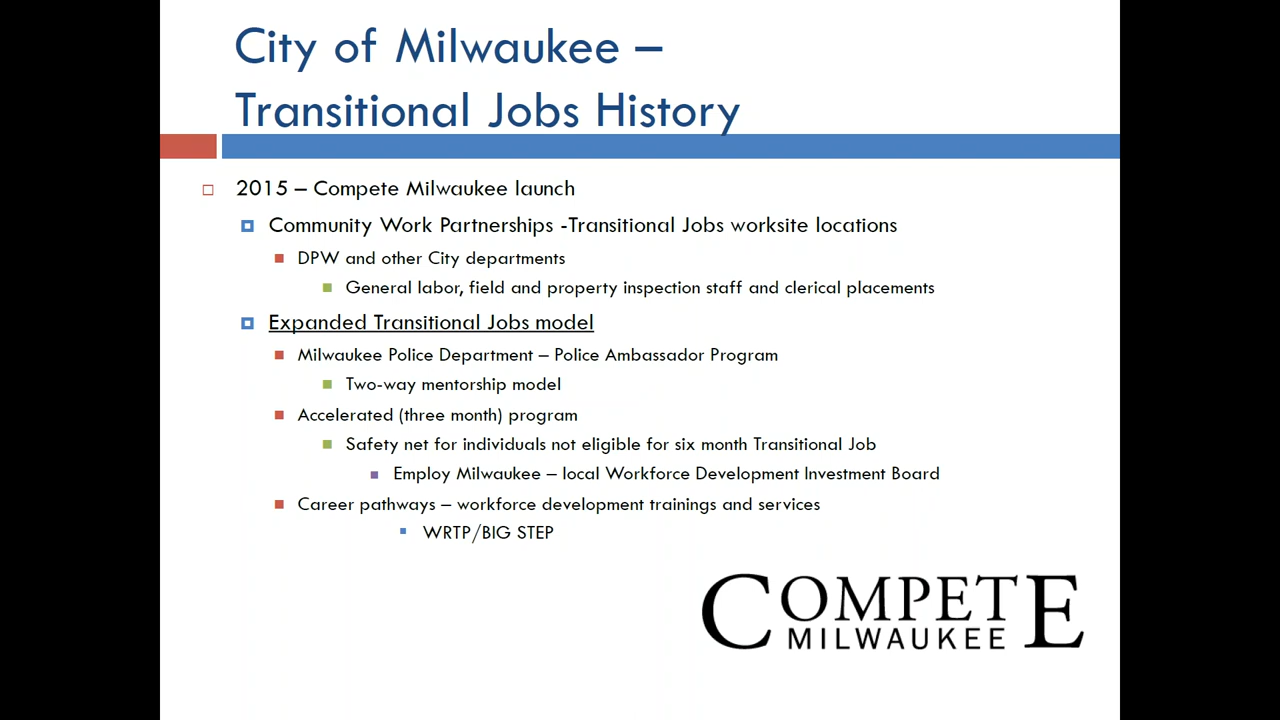 City of Milwaukee –
Transitional Jobs History
2015 – Compete Milwaukee launch
Community Work Partnerships -Transitional Jobs worksite locations
DPW and other City departments
General labor, field and property inspection staff and clerical placements
Expanded Transitional Jobs model
Milwaukee Police Department – Police Ambassador Program
Two-way mentorship model
Accelerated (three month) program
Safety net for individuals not eligible for six month Transitional Job
Employ Milwaukee – local Workforce Development Investment Board
Career pathways – workforce development trainings and services
WRTP/BIG STEP
COMPETE
MILWAUKEE